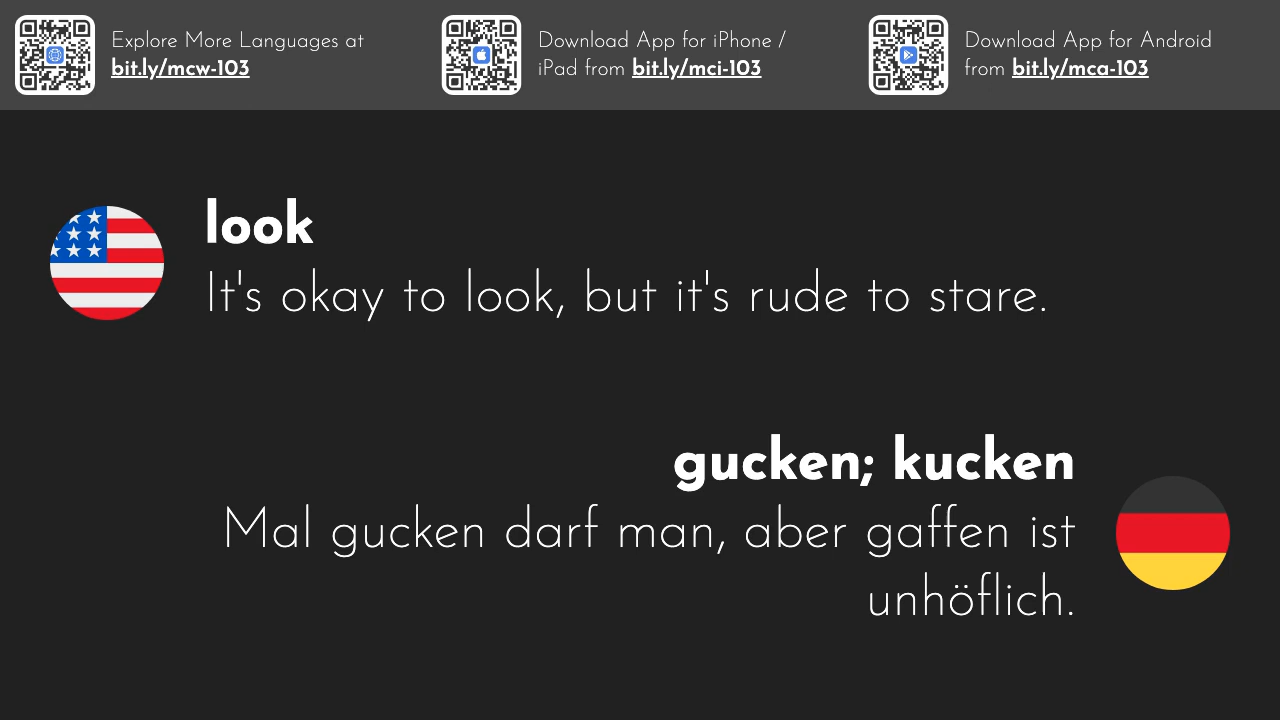 Explore More Languages at
bit.ly/mcw-103
Download App for iPhone /
iPad from bit.ly/mci-103
Download App for Android
from bit.ly/mca-103
look
It's okay to look, but it's rude to stare.
gucken; kucken
Mal gucken darf man, aber gaffen ist
unhöflich.